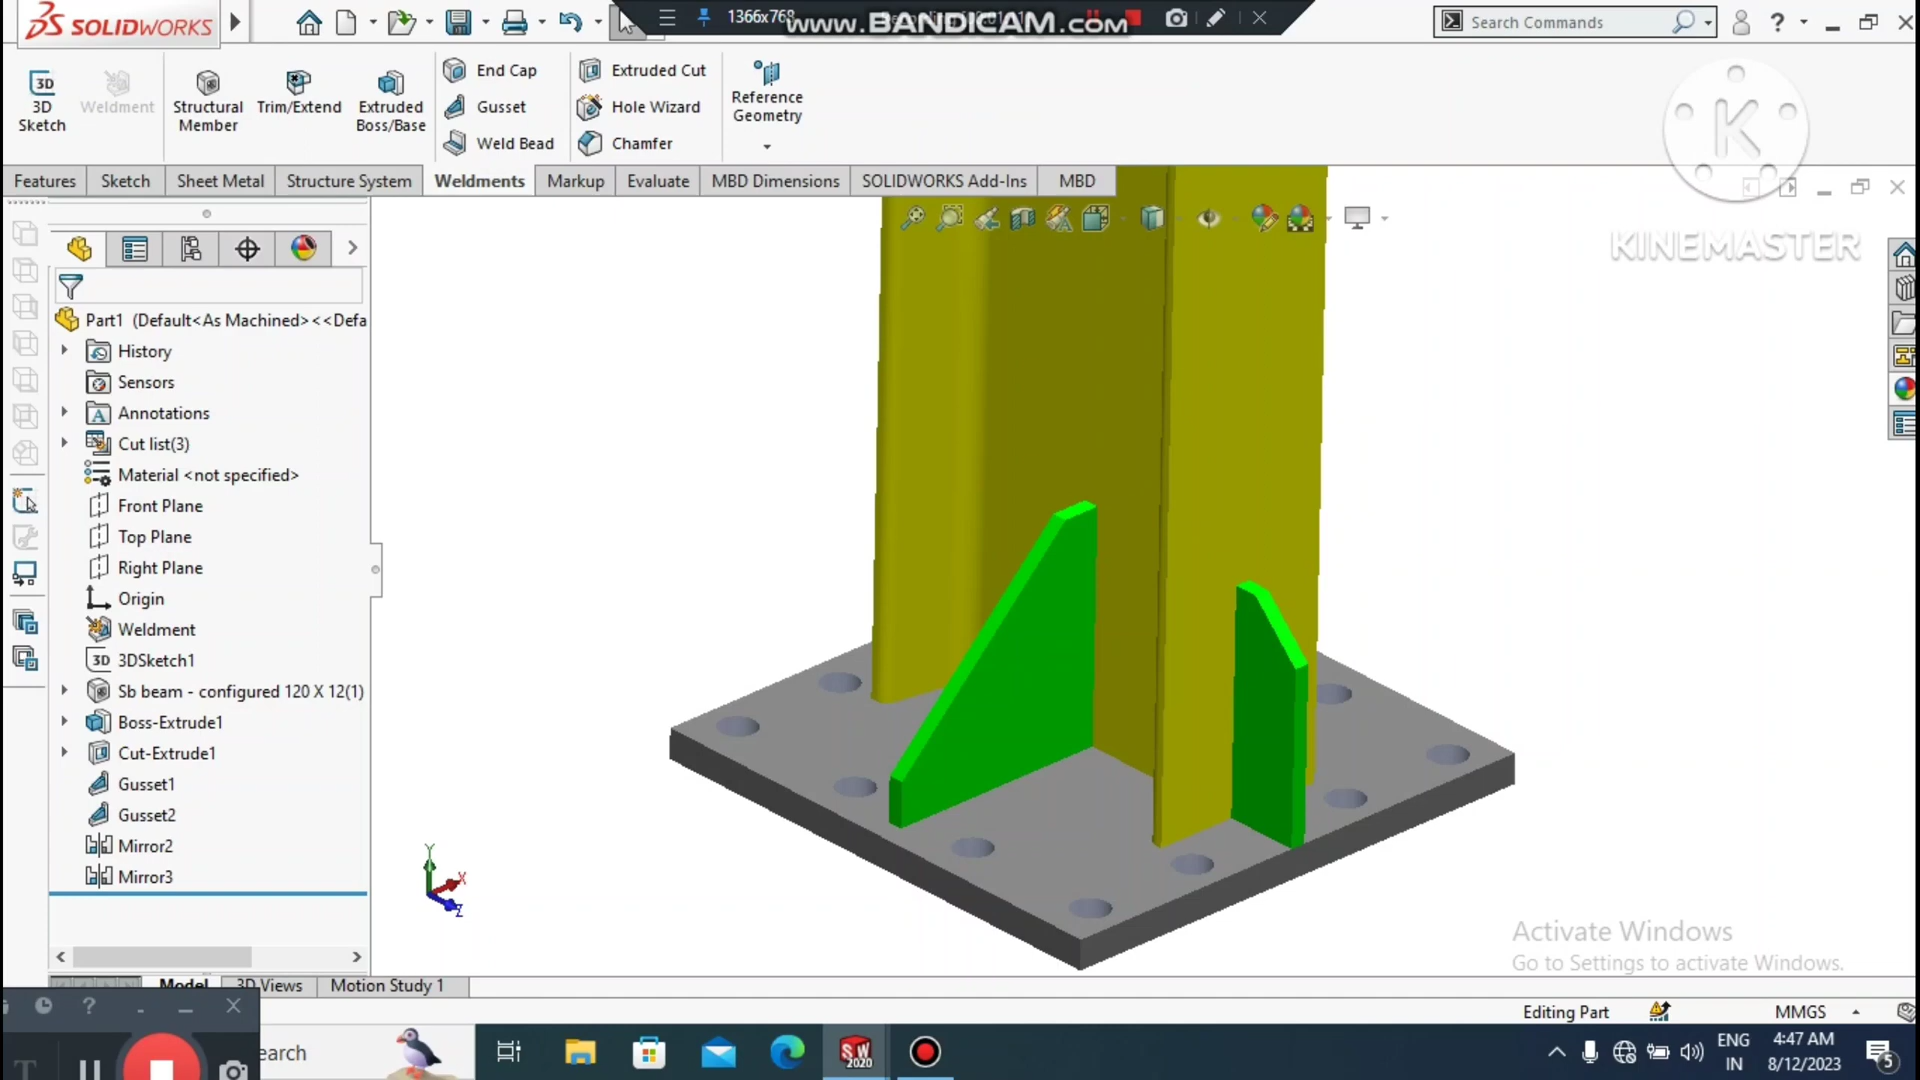 SOLIDWORKS
1366x768
www.BANDICAM.com
Search Commands
?
3D
3D
Sketch
Weldment
Structural
Member
Trim/Extend
Extruded
Boss/Base
End Cap
Gusset
Weld Bead
Extruded Cut
Hole Wizard
Chamfer
Reference
Geometry
K
KINEMASTER
Features
Sketch
Sheet Metal
Structure System
Weldments
Markup
Evaluate
MBD Dimensions
SOLIDWORKS Add-Ins
MBD
Part1 (Default<As Machined><<Defa
History
Sensors
A Annotations
Cut list(3)
Material <not specified>
Front Plane
Top Plane
Right Plane
Origin
Weldment
3D 3DSketch1
Sb beam - configured 120 X 12(1)
Boss-Extrude1
Cut-Extrude1
Gusset1
Gusset2
Mirror2
Mirror3
Y
X
Z
Activate Windows
Go to Settings to activate Windows.
Model
3D Views
Motion Study 1
Editing Part
MMGS
?
T
earch
SW
2020
ENG
IN
4:47 AM
8/12/2023
5